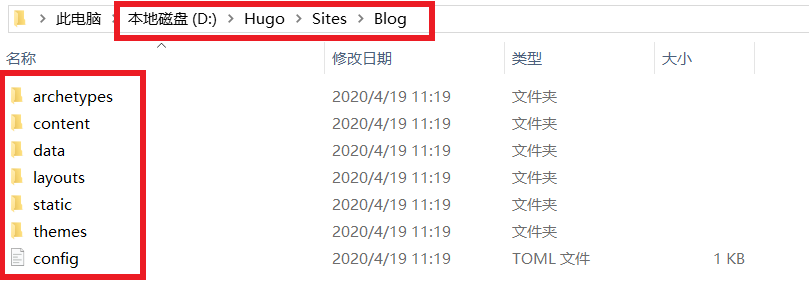 此电脑 > 本地磁盘 (D:) > Hugo > Sites > Blog
名称 修改日期 类型 大小
archetypes 2020/4/19 11:19 文件夹
content 2020/4/19 11:19 文件夹
data 2020/4/19 11:19 文件夹
layouts 2020/4/19 11:19 文件夹
static 2020/4/19 11:19 文件夹
themes 2020/4/19 11:19 文件夹
config 2020/4/19 11:19 TOML 文件 1 KB